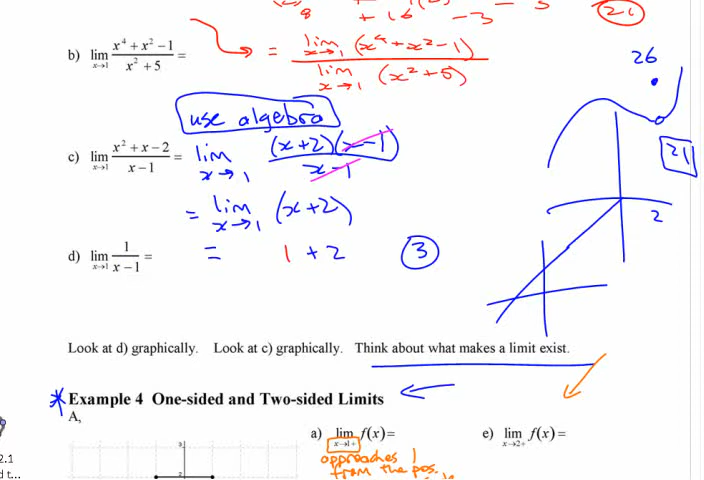 8 + 16 - 3
21
b) lim x→1 (x⁴ + x² − 1)/(x² + 5) = = lim x→1 (x⁴ + x² − 1) / lim x→1 (x² + 5)
26
use algebra
21
c) lim x→1 (x² + x − 2)/(x − 1) = lim x→1 (x+2)(x−1)/(x−1)
= lim x→1 (x+2)
2
d) lim x→1 1/(x − 1) = = 1 + 2 3
Look at d) graphically. Look at c) graphically. Think about what makes a limit exist.
* Example 4 One-sided and Two-sided Limits
A,
a) lim x→1+ f(x)= e) lim x→2+ f(x)=
approaches 1
from the pos.
3
2
2.1
d t...